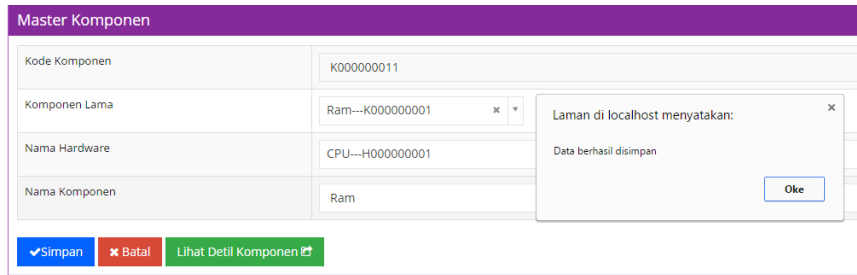 Master Komponen
Kode Komponen
K000000011
Komponen Lama
Ram---K000000001
Nama Hardware
CPU---H000000001
Nama Komponen
Ram
Laman di localhost menyatakan:
Data berhasil disimpan
Oke
Simpan Batal Lihat Detil Komponen